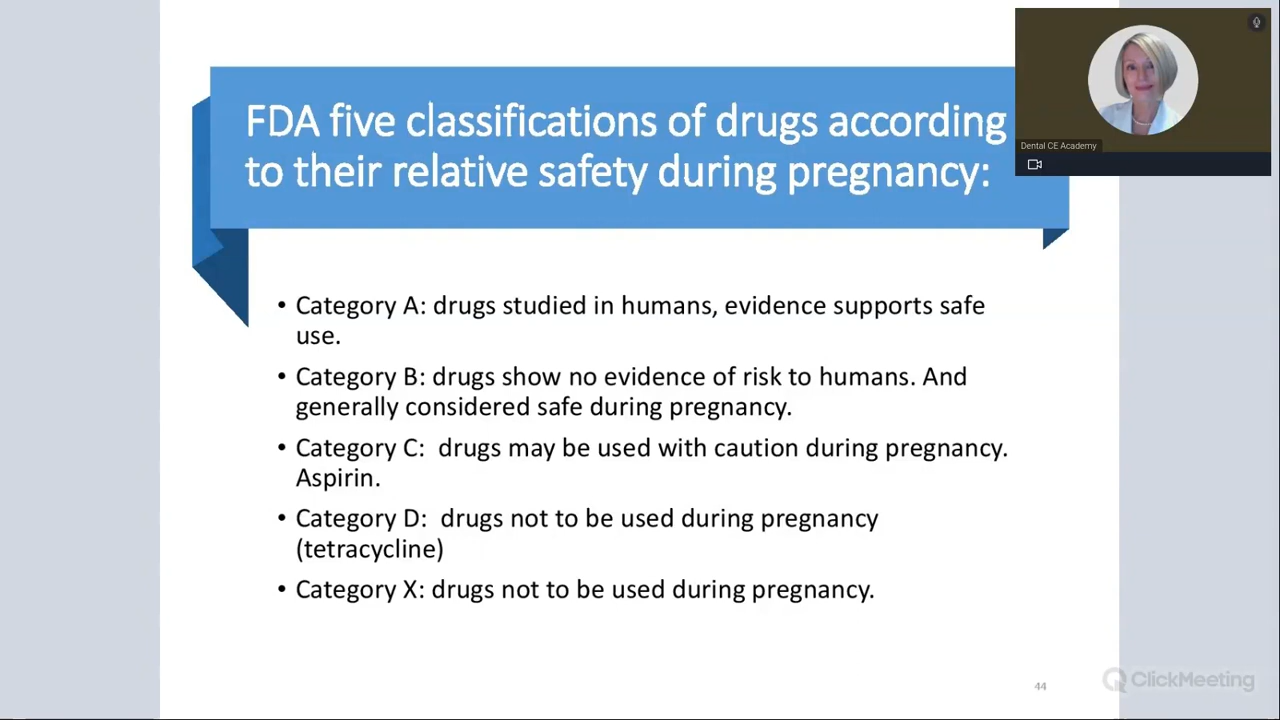 FDA five classifications of drugs according
to their relative safety during pregnancy:
Dental CE Academy
• Category A: drugs studied in humans, evidence supports safe
use.
• Category B: drugs show no evidence of risk to humans. And
generally considered safe during pregnancy.
• Category C:  drugs may be used with caution during pregnancy.
Aspirin.
• Category D:  drugs not to be used during pregnancy
(tetracycline)
• Category X: drugs not to be used during pregnancy.
44
ClickMeeting